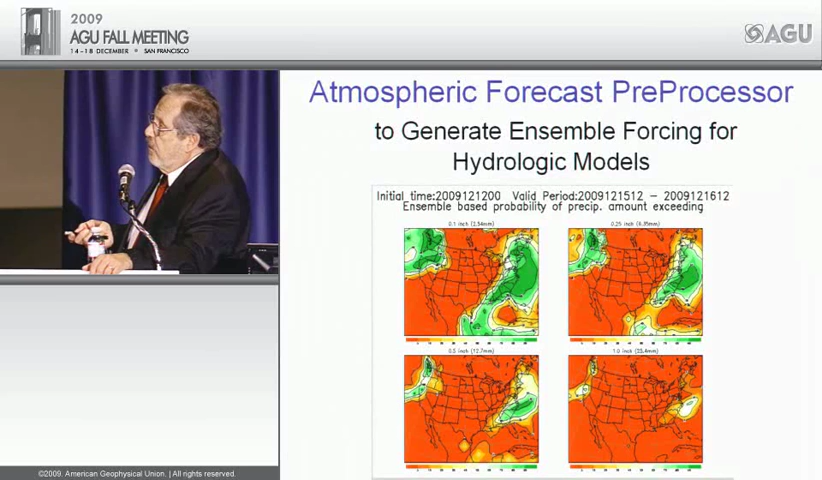 2009
AGU FALL MEETING
14-18 DECEMBER • SAN FRANCISCO
AGU
Atmospheric Forecast PreProcessor
to Generate Ensemble Forcing for
Hydrologic Models
Initial time:2009121200 Valid Period:2009121512 - 2009121612
Ensemble based probability of precip. amount exceeding
0.1 inch (2.54mm)
0.25 inch (6.35mm)
0.5 inch (12.7mm)
1.0 inch (25.4mm)
©2009. American Geophysical Union. | All rights reserved.